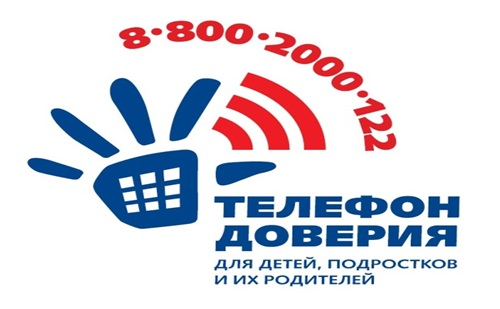 8·800·2000·122
ТЕЛЕФОН
ДОВЕРИЯ
ДЛЯ ДЕТЕЙ, ПОДРОСТКОВ
И ИХ РОДИТЕЛЕЙ